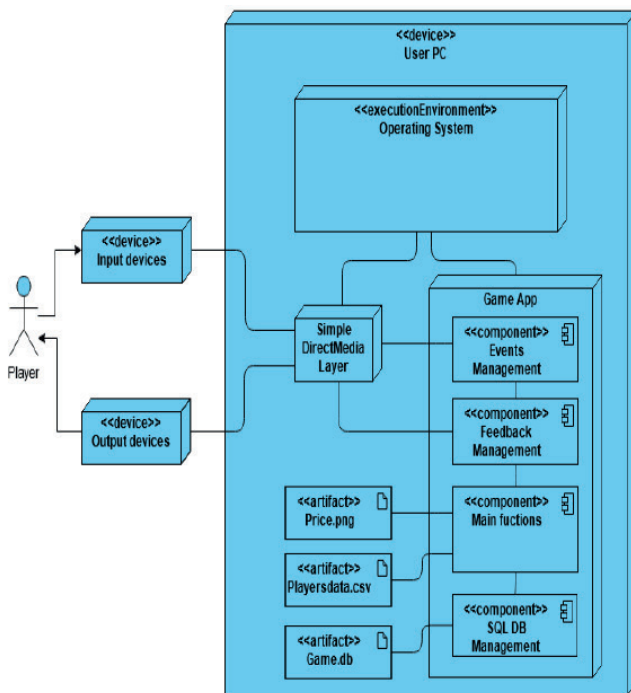 <<device>>
User PC
<<executionEnvironment>>
Operating System
<<device>>
Input devices
Player
<<device>>
Output devices
Simple
DirectMedia
Layer
Game App
<<component>>
Events
Management
<<component>>
Feedback
Management
<<artifact>>
Price.png
<<component>>
Main fuctions
<<artifact>>
Playersdata.csv
<<artifact>>
Game.db
<<component>>
SQL DB
Management